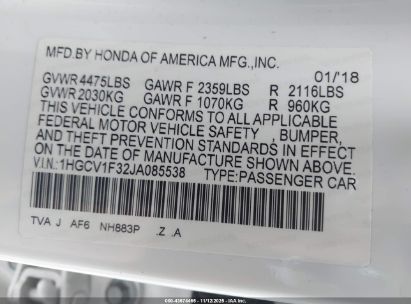 MFD.BY HONDA OF AMERICA MFG.,INC.
01/'18
GVWR 4475LBS GAWR F 2359LBS R 2116LBS
GVWR 2030KG GAWR F 1070KG R 960KG
THIS VEHICLE CONFORMS TO ALL APPLICABLE
FEDERAL MOTOR VEHICLE SAFETY , BUMPER,
AND THEFT PREVENTION STANDARDS IN EFFECT
ON THE DATE OF MANUFACTURE SHOWN ABOVE.
V.I.N.:1HGCV1F32JA085538 TYPE:PASSENGER CAR
TVA J AF6 NH883P .Z .A